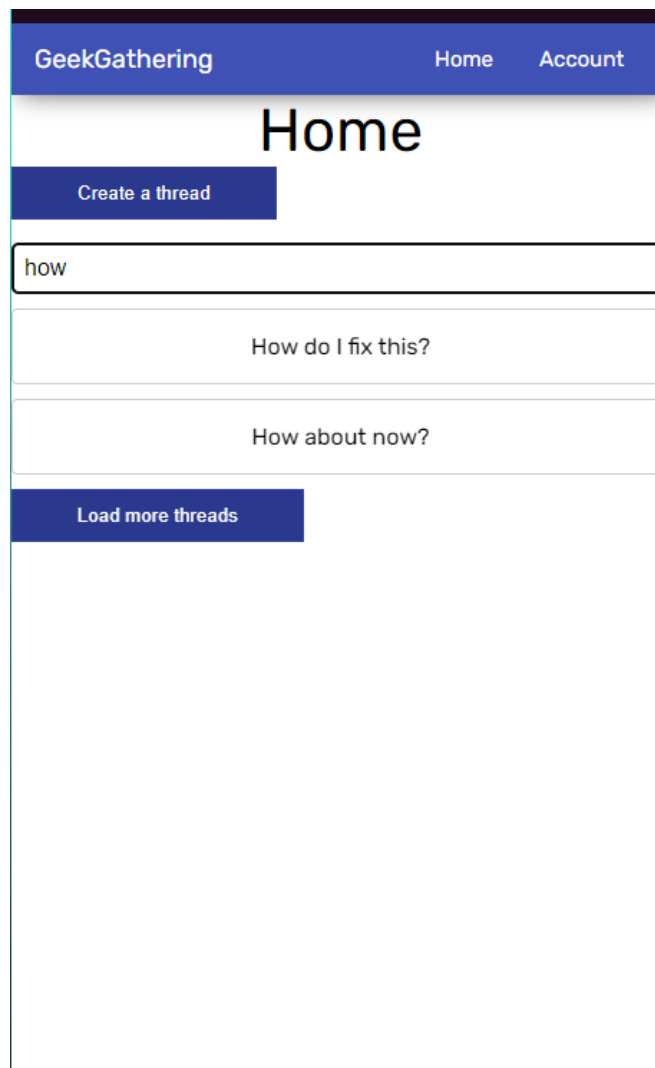 GeekGathering Home Account
Home
Create a thread
how
How do I fix this?
How about now?
Load more threads